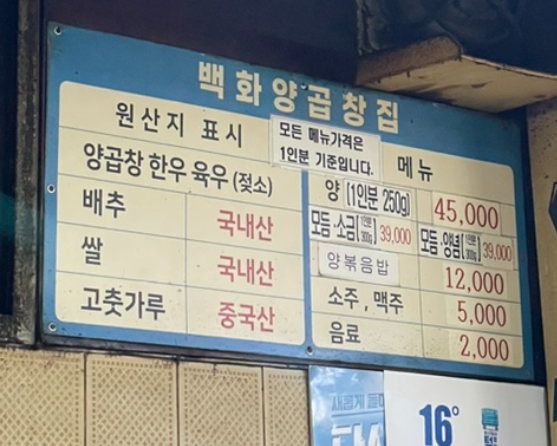 백화양곱창집
원산지 표시
모든 메뉴가격은
1인분 기준입니다.
메뉴
양곱창 한우 육우 (젖소)
배추 국내산
쌀 국내산
고춧가루 중국산
양 (1인분 250g) 45,000
모듬·소금 39,000 모듬·양념 39,000
양볶음밥 12,000
소주, 맥주 5,000
음료 2,000
새롭게
16°